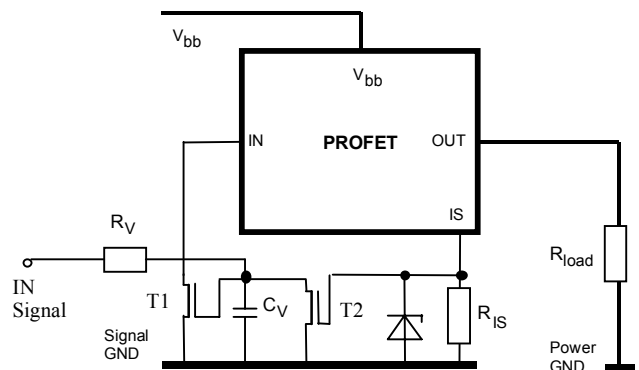 V_bb
V_bb
IN
PROFET
OUT
IS
R_V
R_load
IN
Signal
T1
C_V
T2
R_IS
Signal
GND
Power
GND